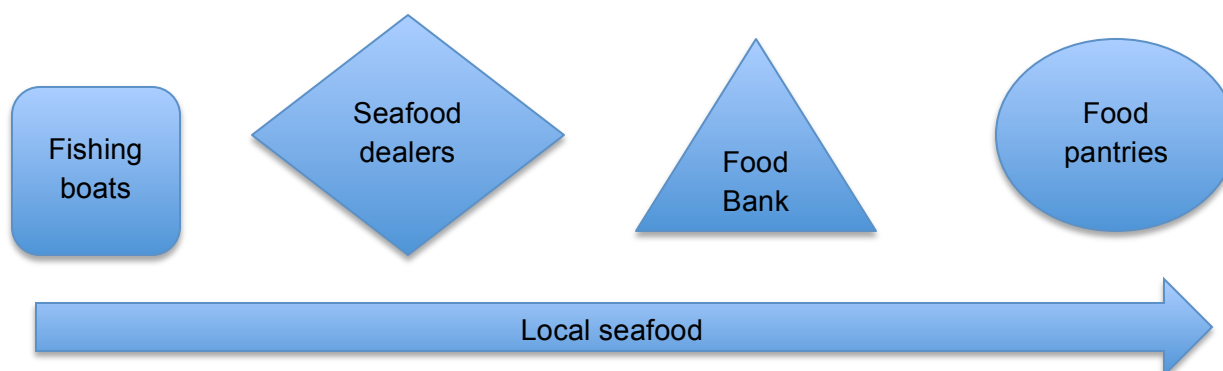 Fishing
boats
Seafood
dealers
Food
Bank
Food
pantries
Local seafood